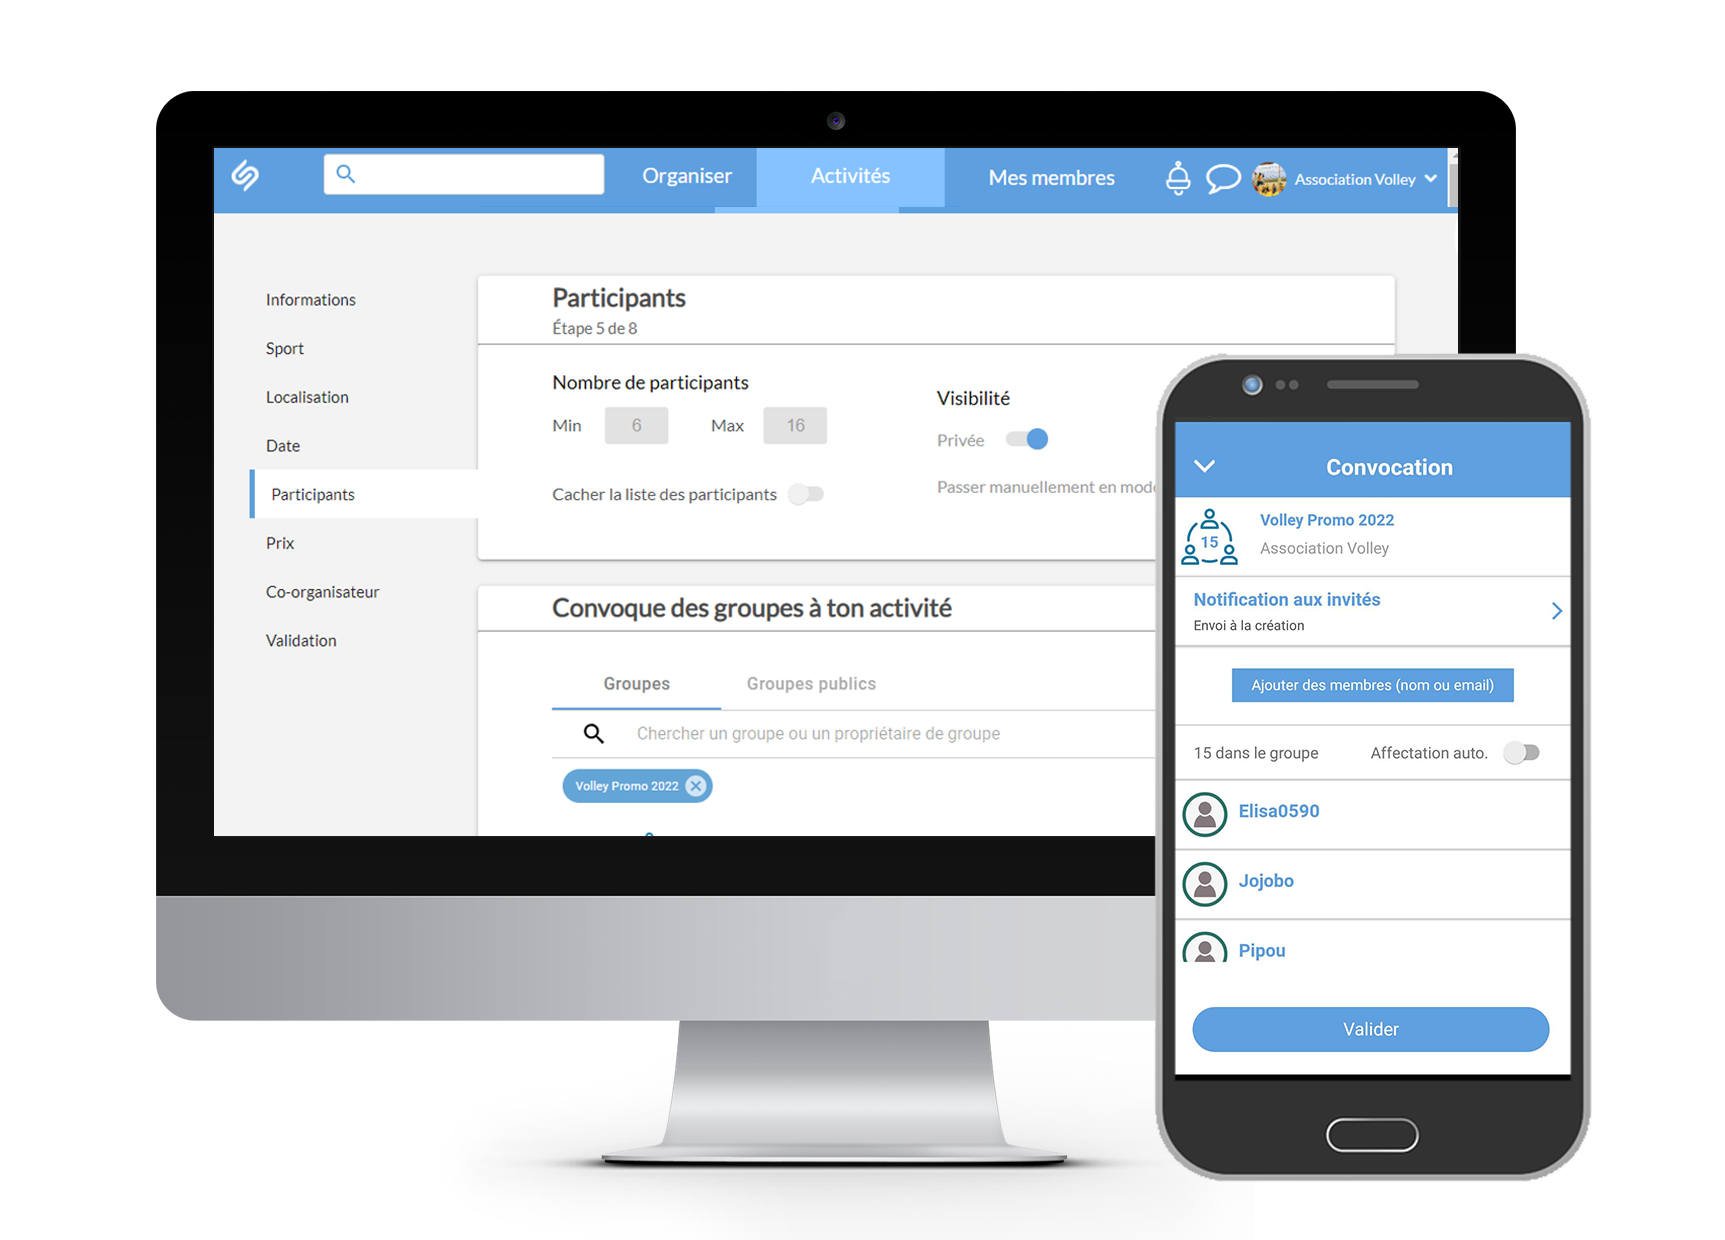 Organiser
Activités
Mes membres
Association Volley
Informations
Sport
Localisation
Date
Participants
Prix
Co-organisateur
Validation
Participants
Étape 5 de 8
Nombre de participants
Min 6 Max 16
Cacher la liste des participants
Visibilité
Privée
Passer manuellement en mode
Convoque des groupes à ton activité
Groupes Groupes publics
Chercher un groupe ou un propriétaire de groupe
Volley Promo 2022
Convocation
15
Volley Promo 2022
Association Volley
Notification aux invités
Envoi à la création
Ajouter des membres (nom ou email)
15 dans le groupe Affectation auto.
Elisa0590
Jojobo
Pipou
Valider